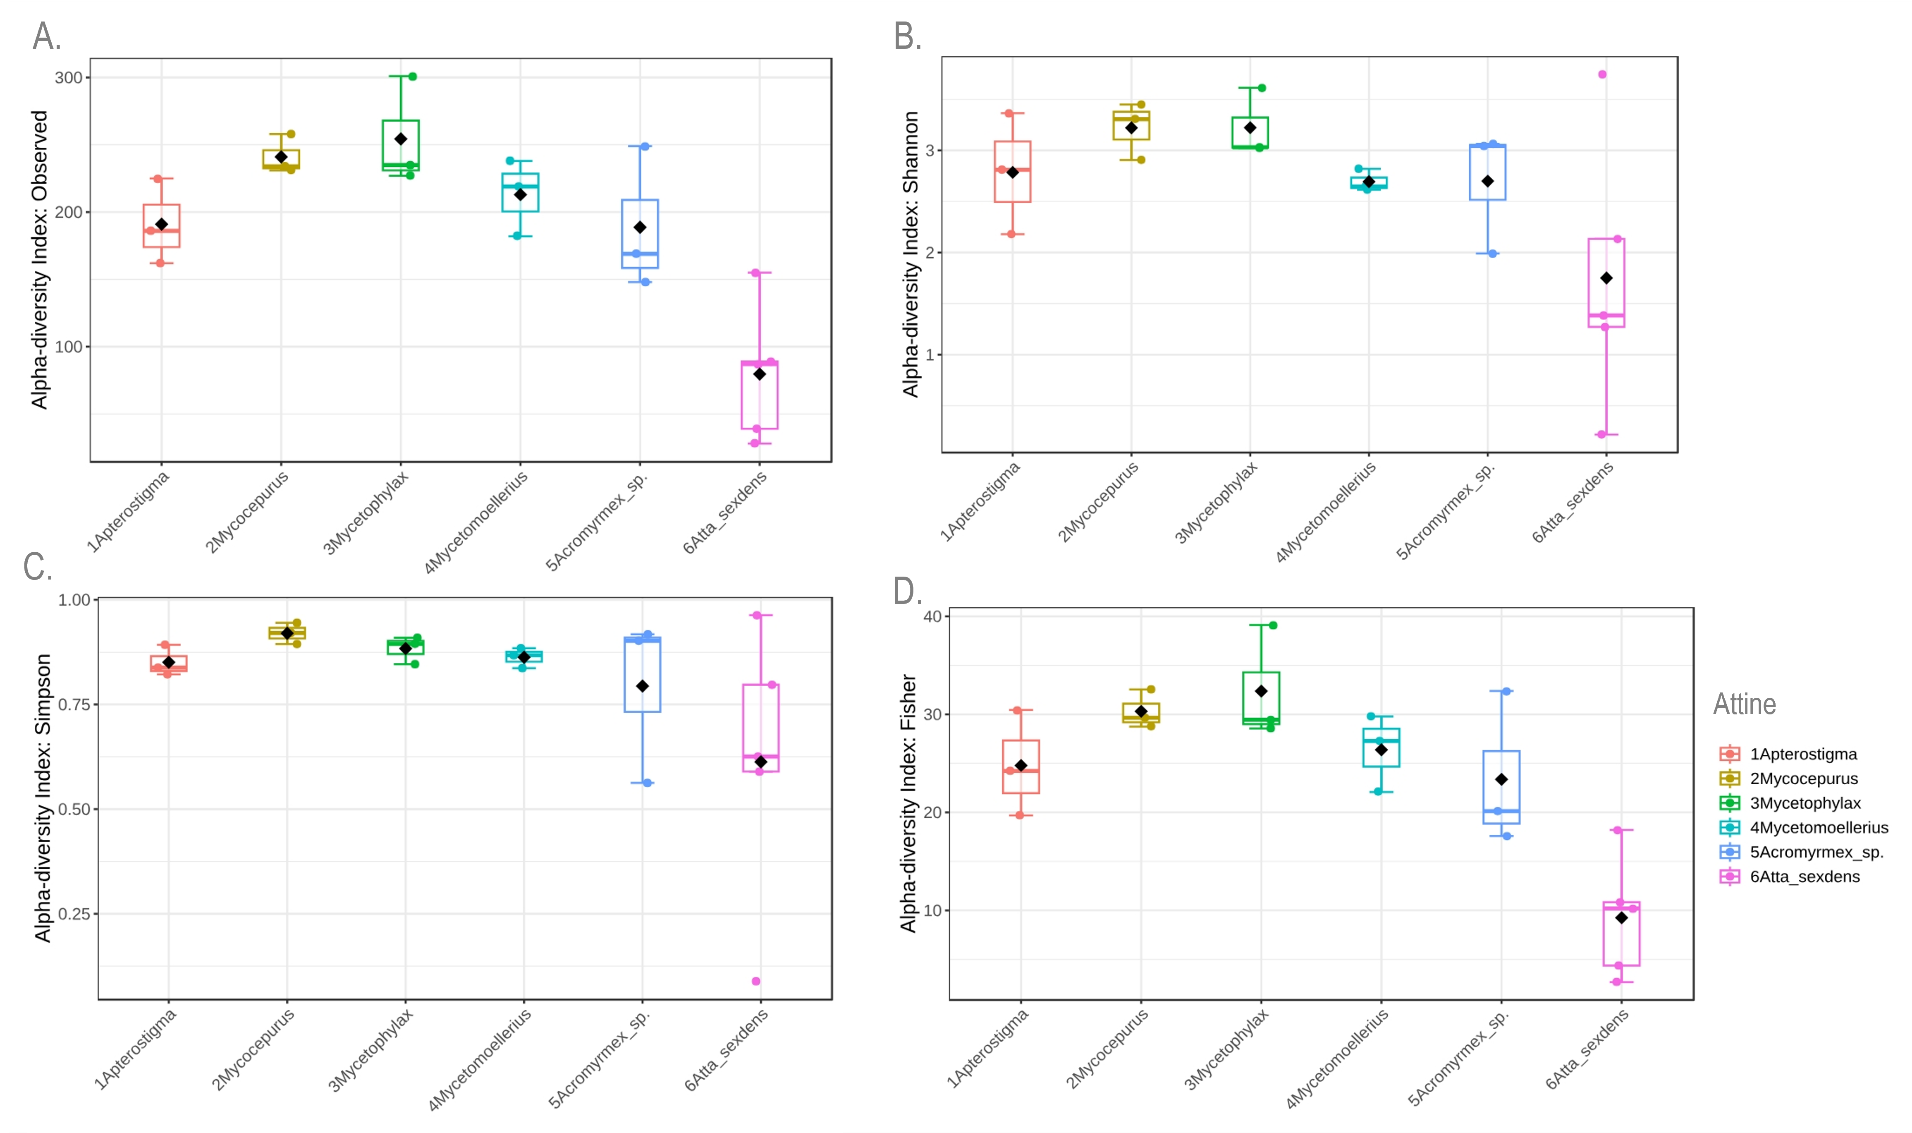 A.
Alpha-diversity Index: Observed
300
200
100
1Apterostigma
2Mycocepurus
3Mycetophylax
4Mycetomoellerius
5Acromyrmex_sp.
6Atta_sexdens
B.
Alpha-diversity Index: Shannon
3
2
1
1Apterostigma
2Mycocepurus
3Mycetophylax
4Mycetomoellerius
5Acromyrmex_sp.
6Atta_sexdens
C.
Alpha-diversity Index: Simpson
1.00
0.75
0.50
0.25
1Apterostigma
2Mycocepurus
3Mycetophylax
4Mycetomoellerius
5Acromyrmex_sp.
6Atta_sexdens
D.
Alpha-diversity Index: Fisher
40
30
20
10
1Apterostigma
2Mycocepurus
3Mycetophylax
4Mycetomoellerius
5Acromyrmex_sp.
6Atta_sexdens
Attine
1Apterostigma
2Mycocepurus
3Mycetophylax
4Mycetomoellerius
5Acromyrmex_sp.
6Atta_sexdens